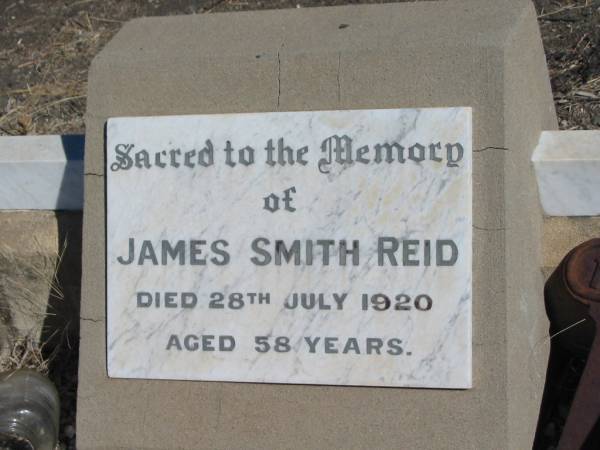 Sacred to the Memory
of
JAMES SMITH REID
DIED 28TH JULY 1920
AGED 58 YEARS.